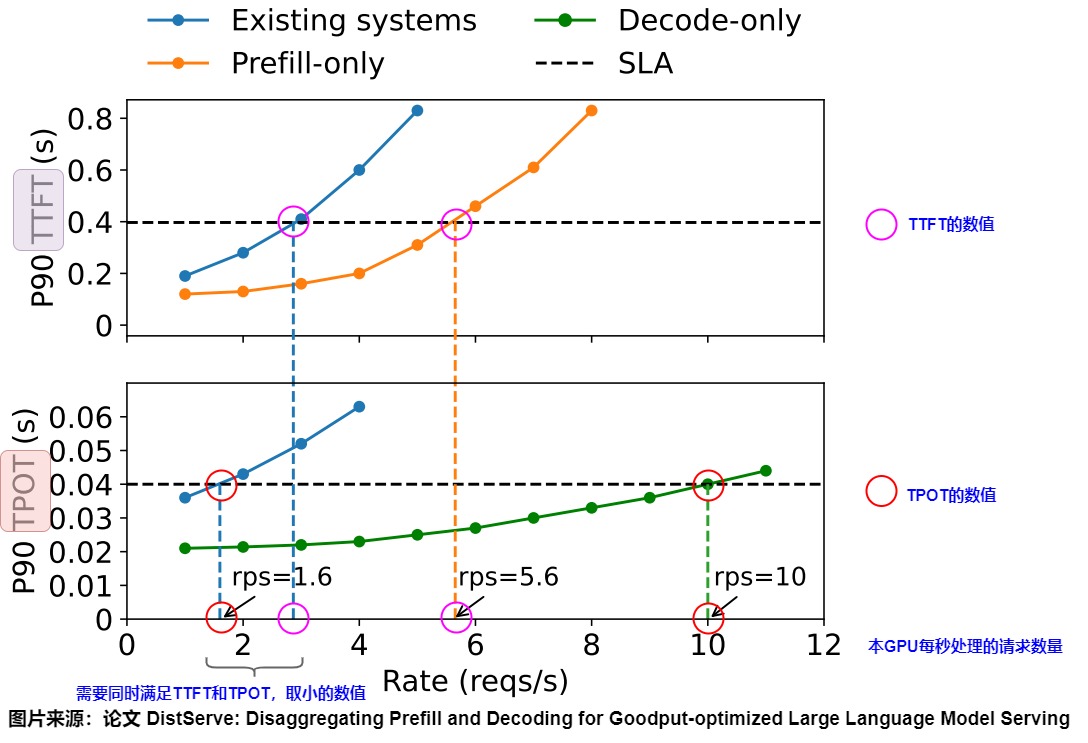 Existing systems
Decode-only
Prefill-only
SLA
P90 TTFT (s)
0.8
0.6
0.4
0.2
0
TTFT的数值
P90 TPOT (s)
0.06
0.05
0.04
0.03
0.02
0.01
0
TPOT的数值
rps=1.6
rps=5.6
rps=10
0 2 4 6 8 10 12
本GPU每秒处理的请求数量
Rate (reqs/s)
需要同时满足TTFT和TPOT，取小的数值
图片来源：论文 DistServe: Disaggregating Prefill and Decoding for Goodput-optimized Large Language Model Serving